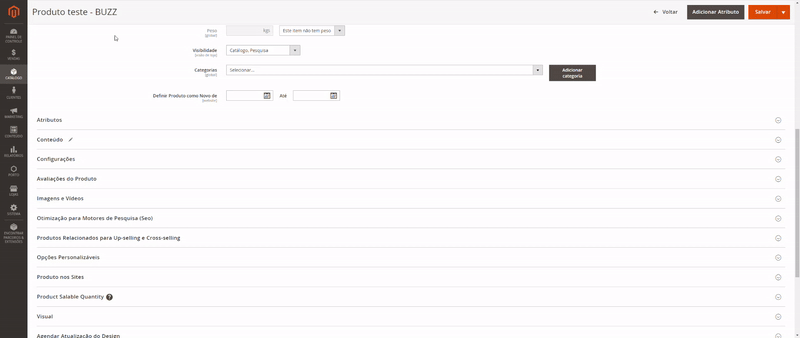 Produto teste - BUZZ
Voltar
Adicionar Atributo
Salvar
PAINEL DE CONTROLE
VENDAS
CATÁLOGO
CLIENTES
MARKETING
CONTEÚDO
RELATÓRIOS
LOJAS
SISTEMA
ENCONTRAR PARCEIROS & EXTENSÕES
Peso
[global]
kgs
Este item não tem peso
Visibilidade
Catálogo, Pesquisa
Categorias
[global]
Selecionar...
Adicionar categoria
Definir Produto como Novo de
Até
Atributos
Conteúdo
Configurações
Avaliações do Produto
Imagens e Vídeos
Otimização para Motores de Pesquisa (Seo)
Produtos Relacionados para Up-selling e Cross-selling
Opções Personalizáveis
Produto nos Sites
Product Salable Quantity ?
Visual
Agendar Atualização do Design